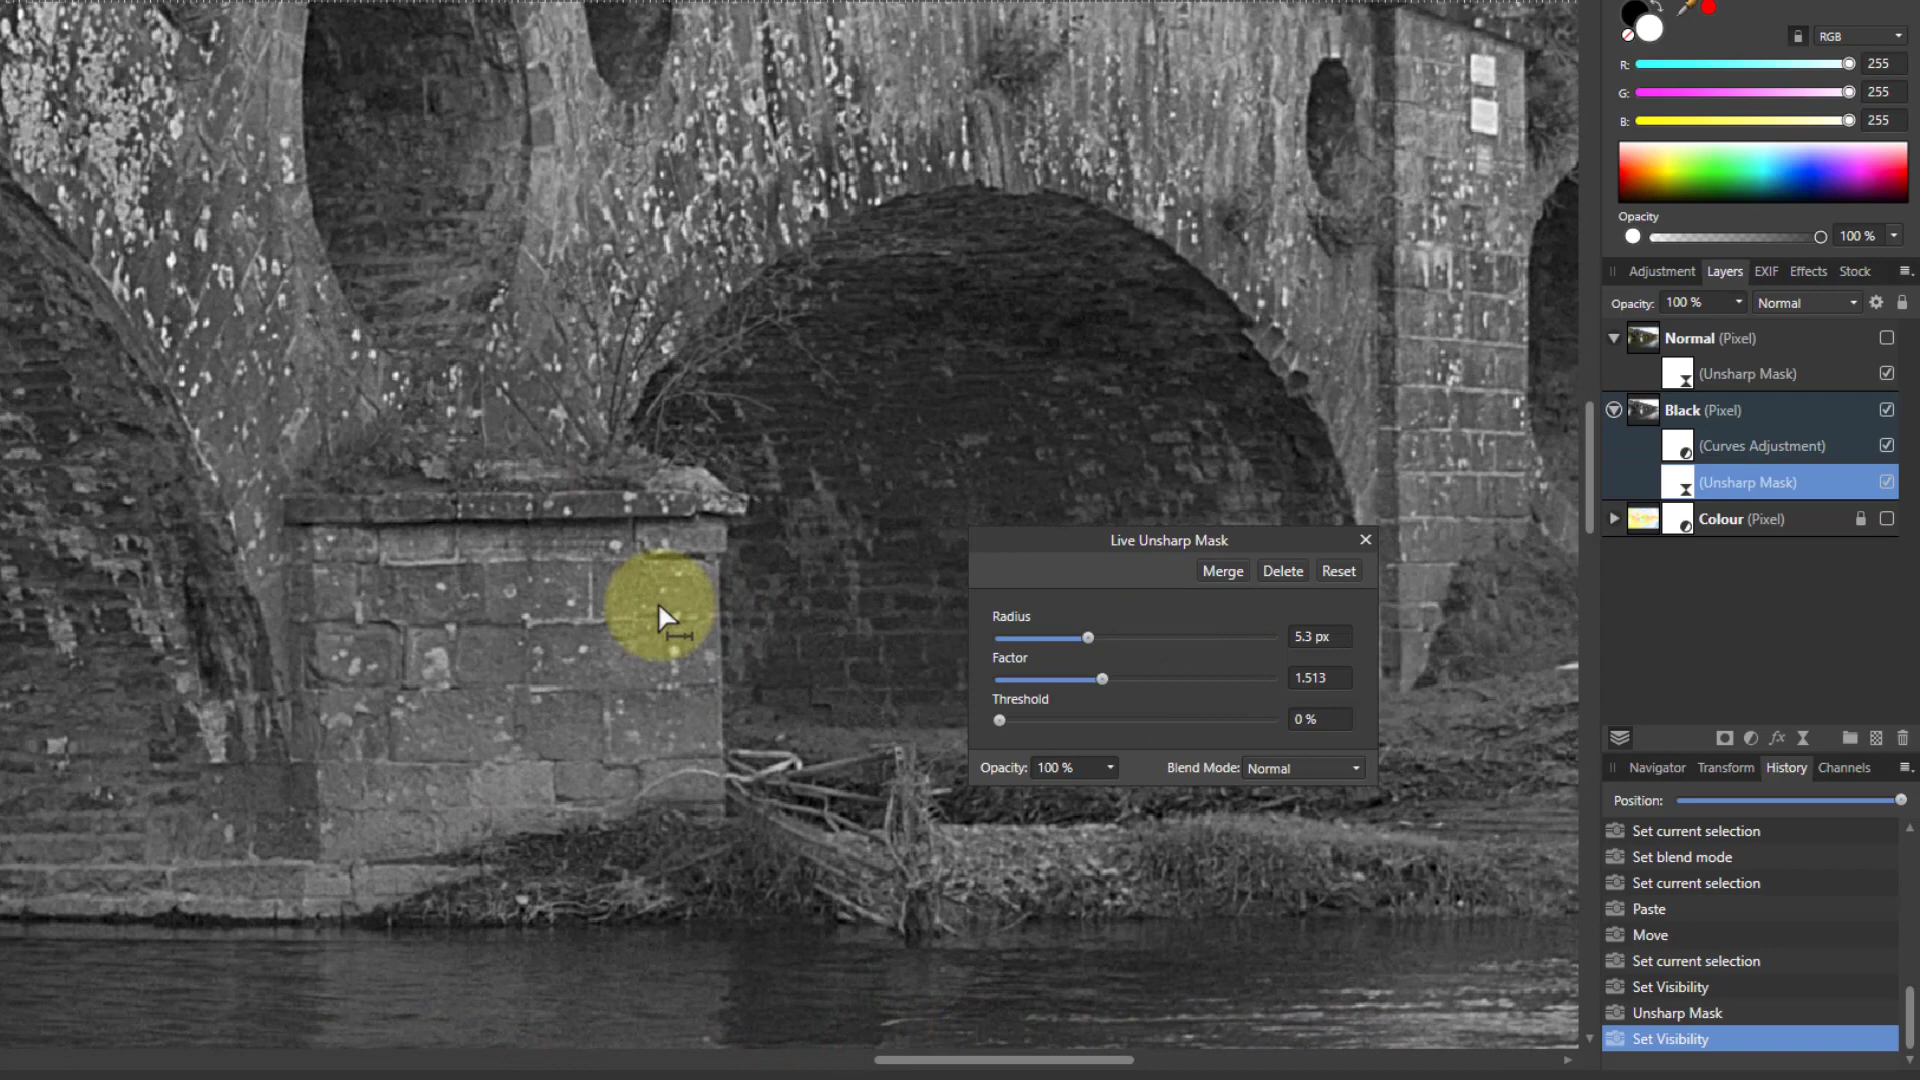 RGB
R: 255
G: 255
B: 255
Opacity
100 %
Adjustment Layers EXIF Effects Stock
Opacity: 100 % Normal
Normal (Pixel)
(Unsharp Mask)
Black (Pixel)
(Curves Adjustment)
(Unsharp Mask)
Colour (Pixel)
Live Unsharp Mask
Merge Delete Reset
Radius
5.3 px
Factor
1.513
Threshold
0 %
Opacity: 100 % Blend Mode: Normal
fx
Navigator Transform History Channels
Position:
Set current selection
Set blend mode
Set current selection
Paste
Move
Set current selection
Set Visibility
Unsharp Mask
Set Visibility